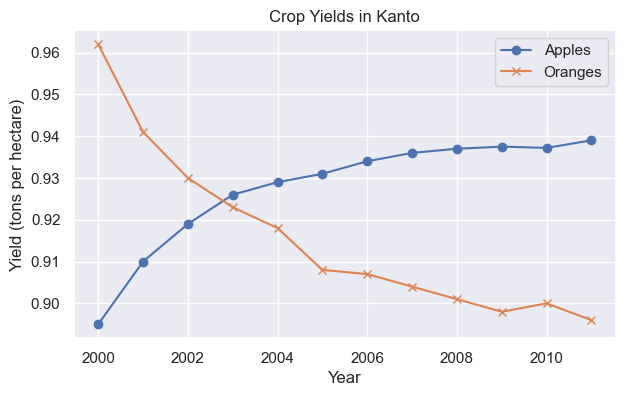 Crop Yields in Kanto
Apples
Oranges
Yield (tons per hectare)
0.96
0.95
0.94
0.93
0.92
0.91
0.90
2000
2002
2004
2006
2008
2010
Year